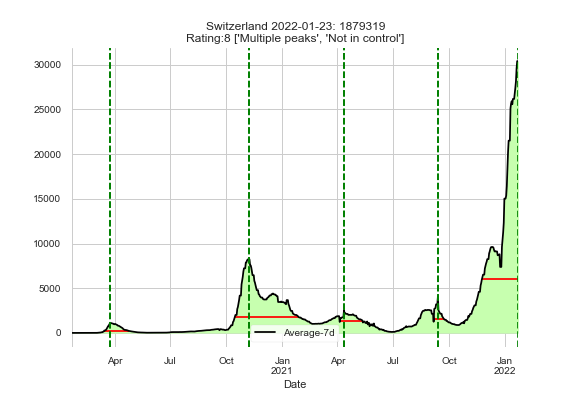 Switzerland 2022-01-23: 1879319
Rating:8 ['Multiple peaks', 'Not in control']
30000
25000
20000
15000
10000
5000
0
Average-7d
Apr Jul Oct Jan Apr Jul Oct Jan
2021 2022
Date